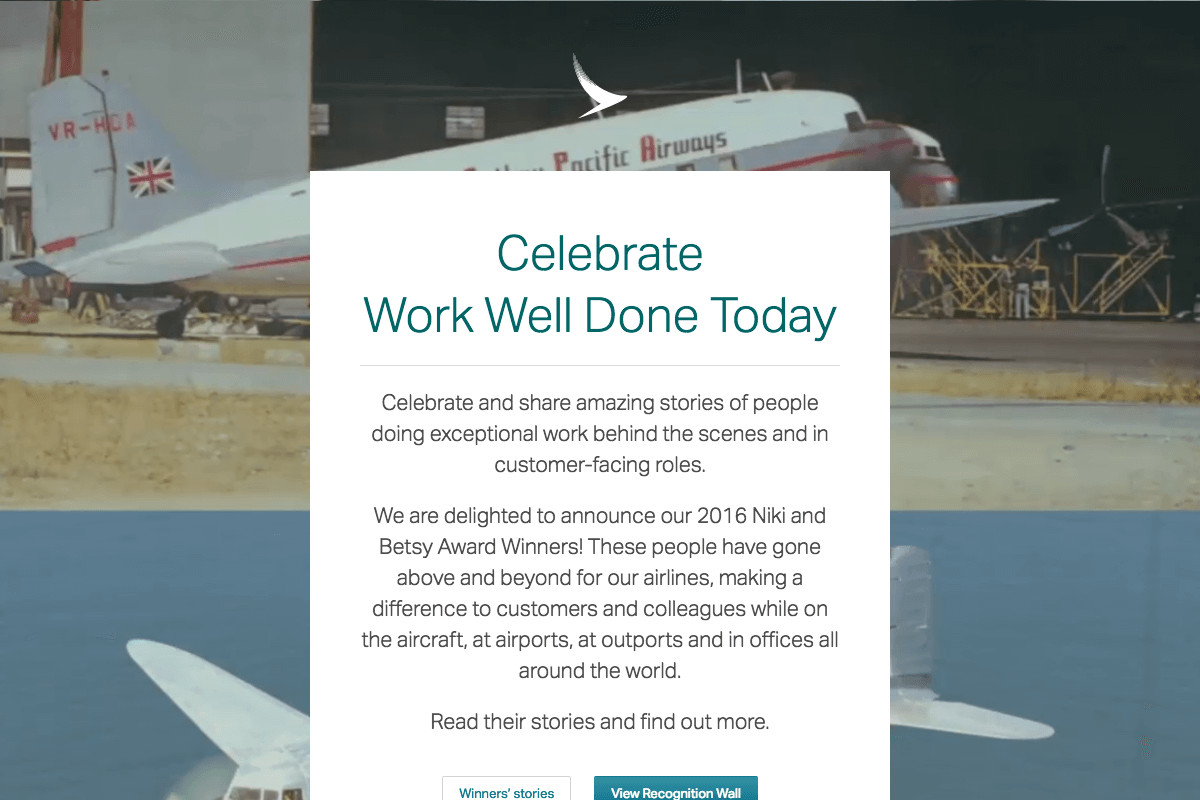 VR-HDA
Pacific Airways
Celebrate
Work Well Done Today
Celebrate and share amazing stories of people
doing exceptional work behind the scenes and in
customer-facing roles.
We are delighted to announce our 2016 Niki and
Betsy Award Winners! These people have gone
above and beyond for our airlines, making a
difference to customers and colleagues while on
the aircraft, at airports, at outports and in offices all
around the world.
Read their stories and find out more.
Winners’ stories
View Recognition Wall